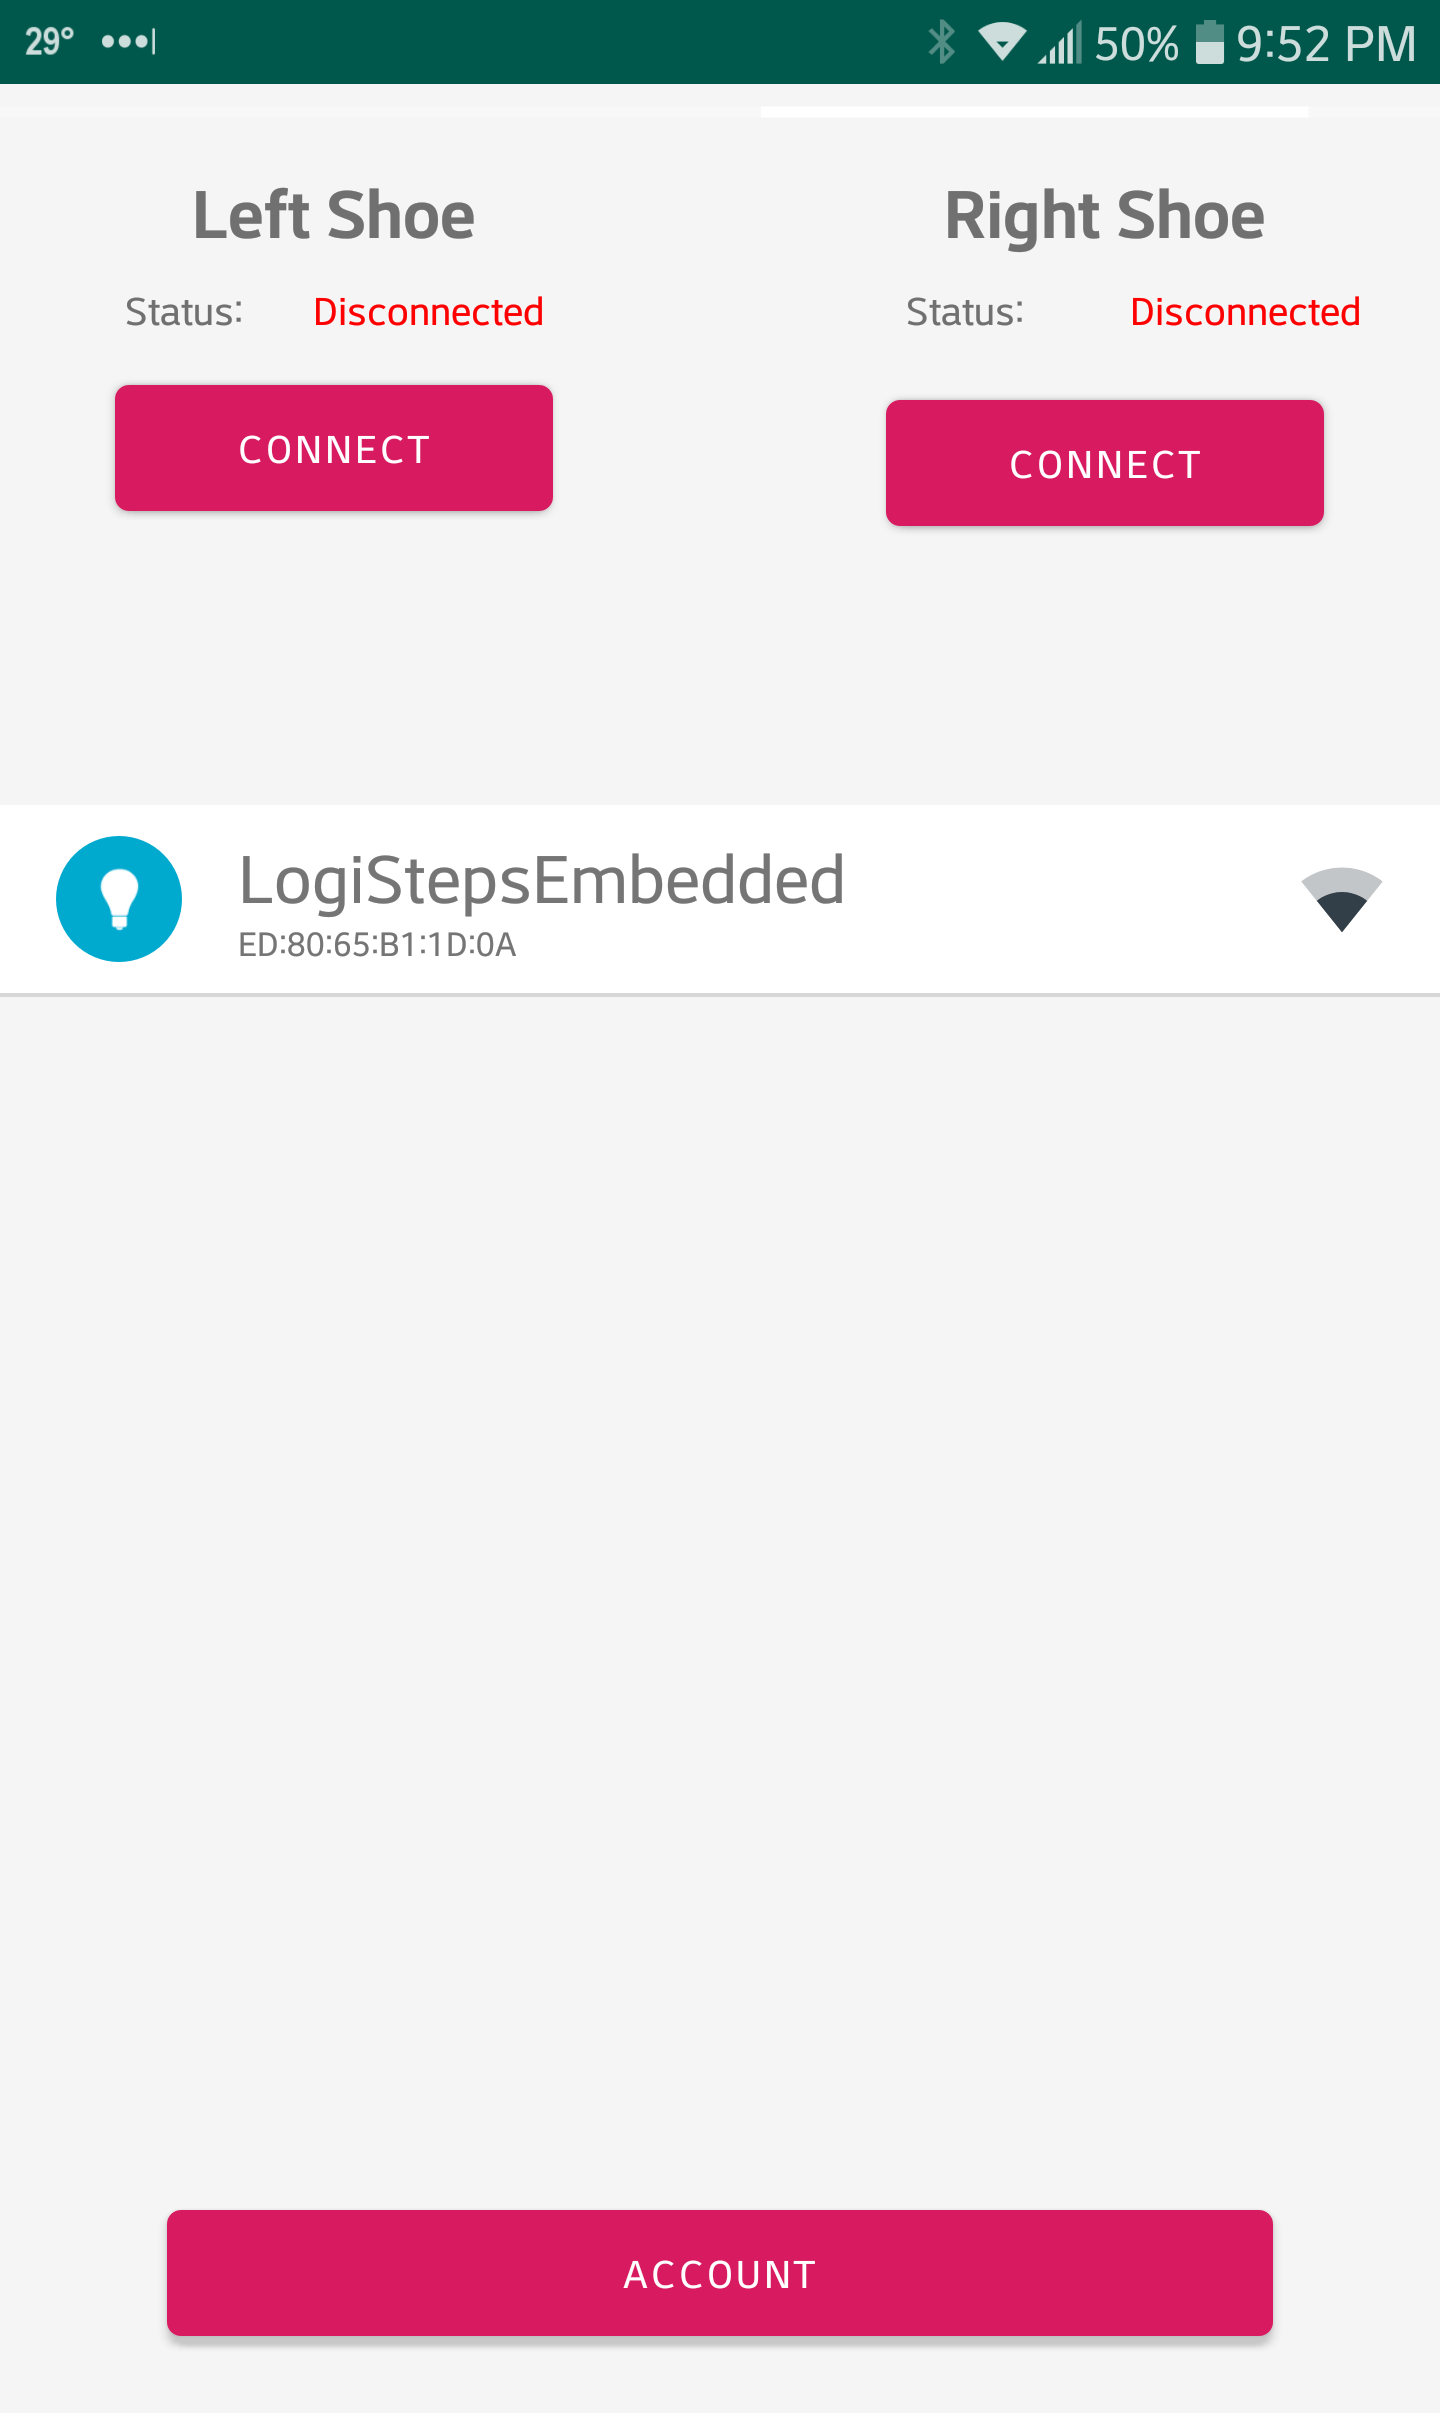 29° 50% 9:52 PM
Left Shoe Right Shoe
Status: Disconnected Status: Disconnected
CONNECT CONNECT
LogiStepsEmbedded
ED:80:65:B1:1D:0A
ACCOUNT